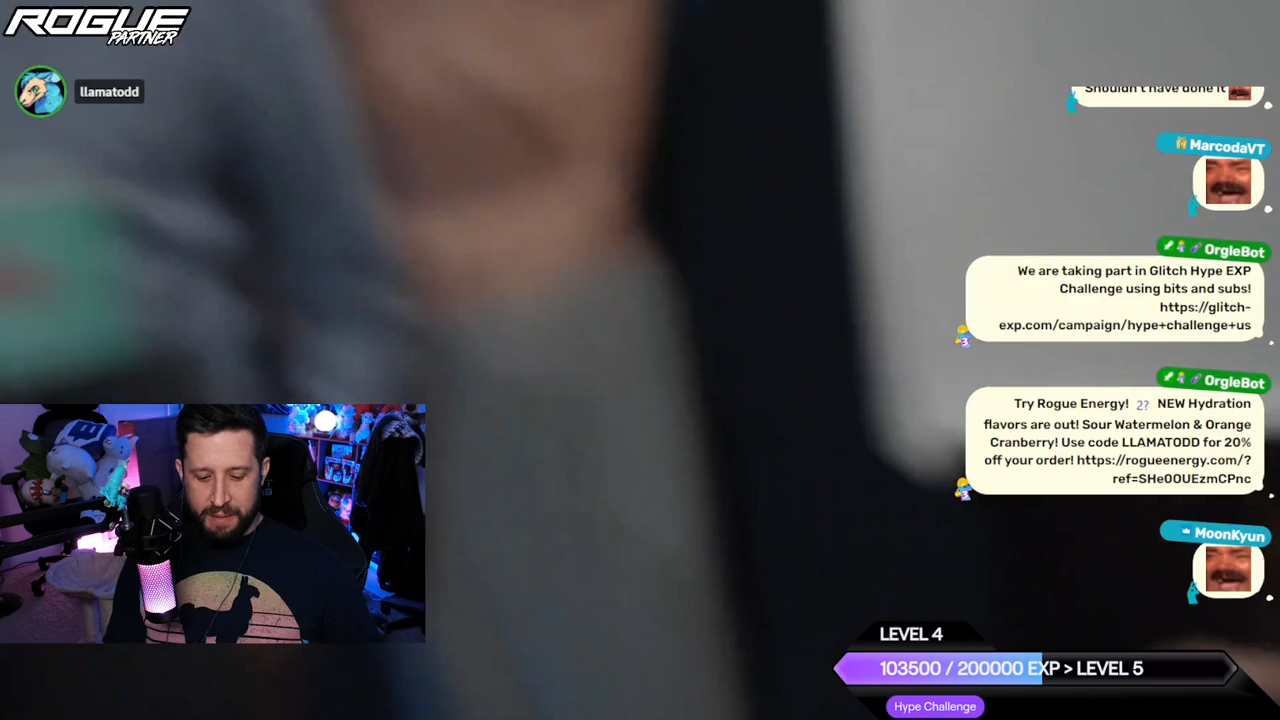 ROGUE
PARTNER
llamatodd
Shouldn't have done it
MarcodaVT
OrgleBot
We are taking part in Glitch Hype EXP
Challenge using bits and subs!
https://glitch-
exp.com/campaign/hype+challenge+us
OrgleBot
Try Rogue Energy! 2? NEW Hydration
flavors are out! Sour Watermelon & Orange
Cranberry! Use code LLAMATODD for 20%
off your order! https://rogueenergy.com/?
ref=SHe0OUEzmCPnc
MoonKyun
LEVEL 4
103500 / 200000 EXP > LEVEL 5
Hype Challenge